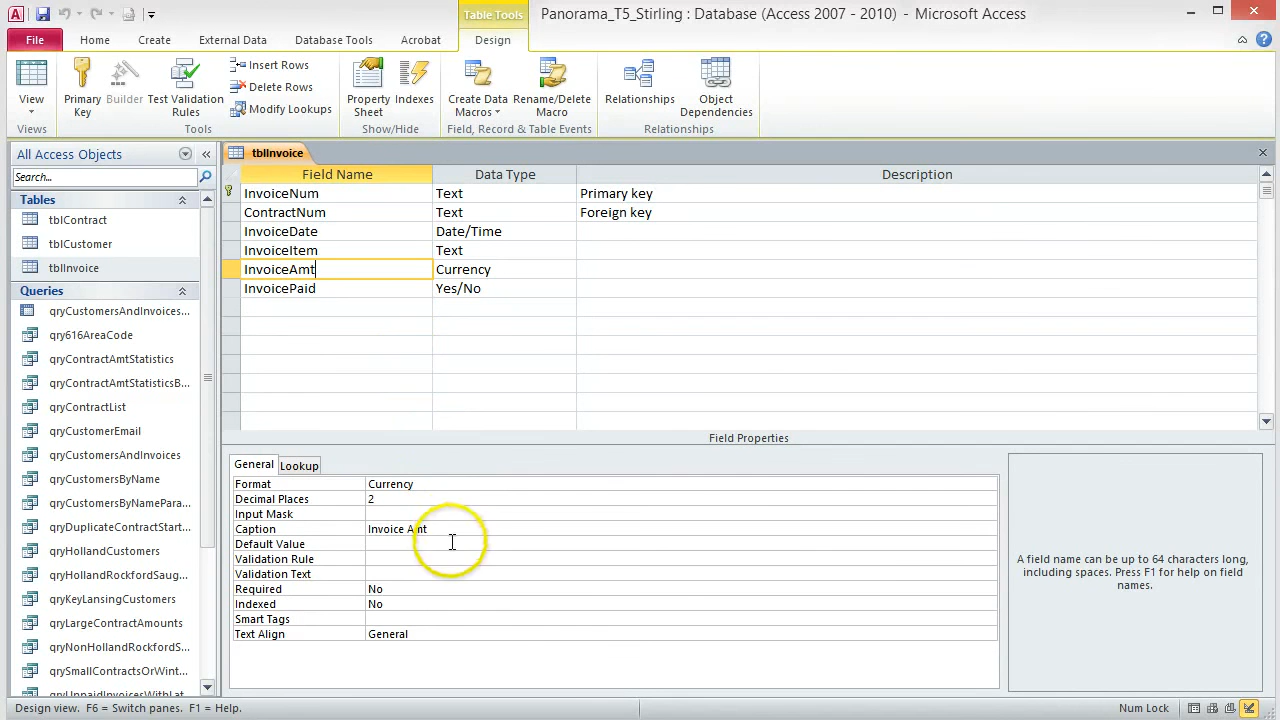 Table Tools
Panorama_T5_Stirling : Database (Access 2007 - 2010) - Microsoft Access
File Home Create External Data Database Tools Acrobat Design
View
Views
Primary Key
Builder
Test Validation Rules
Insert Rows
Delete Rows
Modify Lookups
Tools
Property Sheet
Indexes
Show/Hide
Create Data Macros
Rename/Delete Macro
Field, Record & Table Events
Relationships
Object Dependencies
Relationships
All Access Objects
Search...
Tables
tblContract
tblCustomer
tblInvoice
Queries
qryCustomersAndInvoices...
qry616AreaCode
qryContractAmtStatistics
qryContractAmtStatisticsB...
qryContractList
qryCustomerEmail
qryCustomersAndInvoices
qryCustomersByName
qryCustomersByNamePara...
qryDuplicateContractStart...
qryHollandCustomers
qryHollandRockfordSaug...
qryKeyLansingCustomers
qryLargeContractAmounts
qryNonHollandRockfordS...
qrySmallContractsOrWint...
qryUnpaidInvoicesWithLat...
tblInvoice
Field Name Data Type Description
InvoiceNum Text Primary key
ContractNum Text Foreign key
InvoiceDate Date/Time
InvoiceItem Text
InvoiceAmt Currency
InvoicePaid Yes/No
Field Properties
General Lookup
Format Currency
Decimal Places 2
Input Mask
Caption Invoice Amt
Default Value
Validation Rule
Validation Text
Required No
Indexed No
Smart Tags
Text Align General
A field name can be up to 64 characters long,
including spaces. Press F1 for help on field
names.
Design view. F6 = Switch panes. F1 = Help.
Num Lock